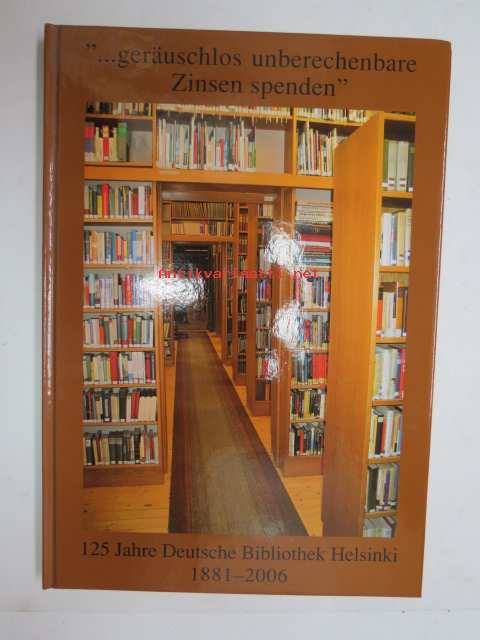 "...geräuschlos unberechenbare
Zinsen spenden"
Antikvariaatti.net
125 Jahre Deutsche Bibliothek Helsinki
1881–2006